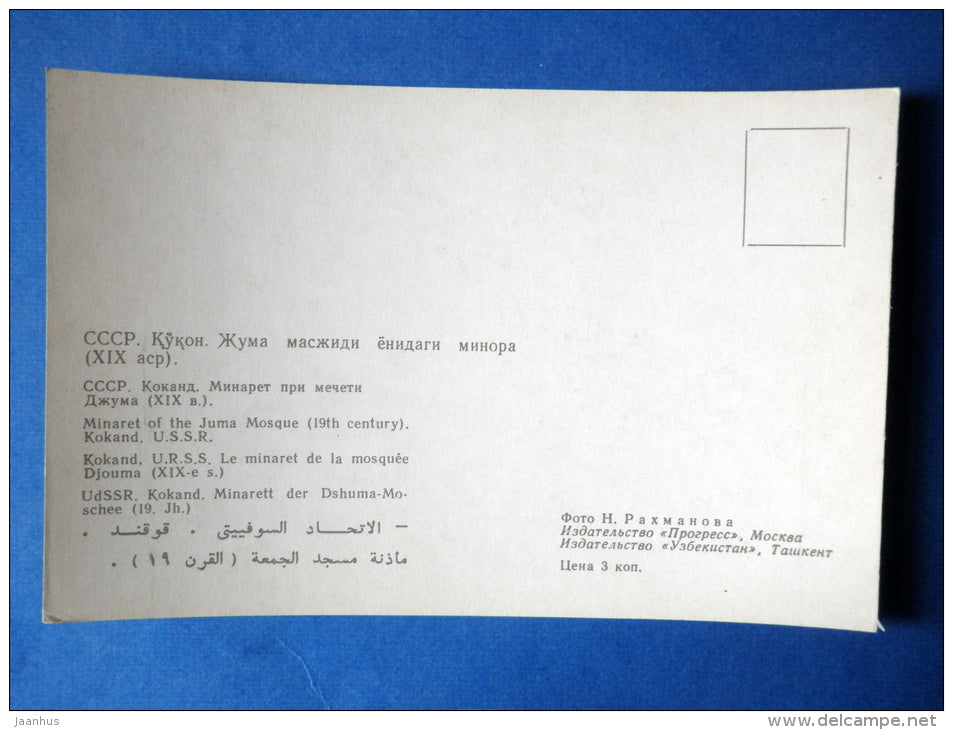 СССР. Қўқон. Жума масжиди ёнидаги минора
(XIX аср).
СССР. Коканд. Минарет при мечети
Джума (XIX в.).
Minaret of the Juma Mosque (19th century).
Kokand. U.S.S.R.
Kokand. U.R.S.S. Le minaret de la mosquée
Djouma (XIX-e s.)
UdSSR. Kokand. Minarett der Dshuma-Mo-
schee (19. Jh.)
— الاتحاد السوفييتى . قوقند .
مأذنة مسجد الجمعة ( القرن ١٩ ) .
Фото Н. Рахманова
Издательство «Прогресс», Москва
Издательство «Узбекистан», Ташкент
Цена 3 коп.
Jaanhus
www.delcampe.net